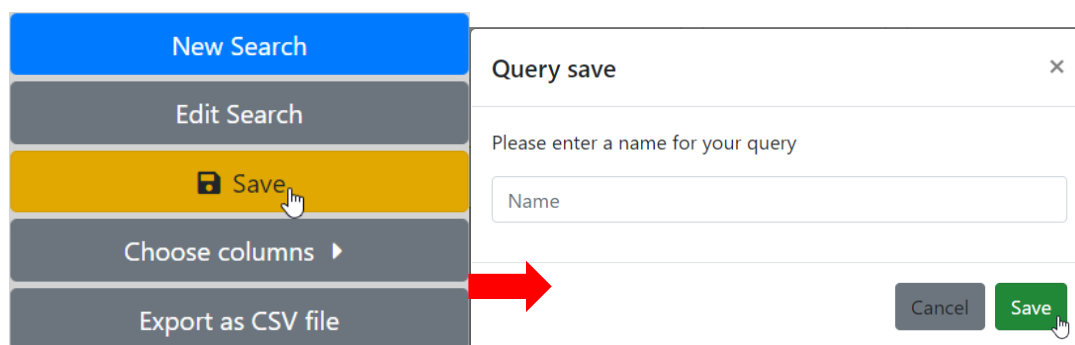 New Search
Edit Search
Save
Choose columns
Export as CSV file
Query save
×
Please enter a name for your query
Name
Cancel
Save